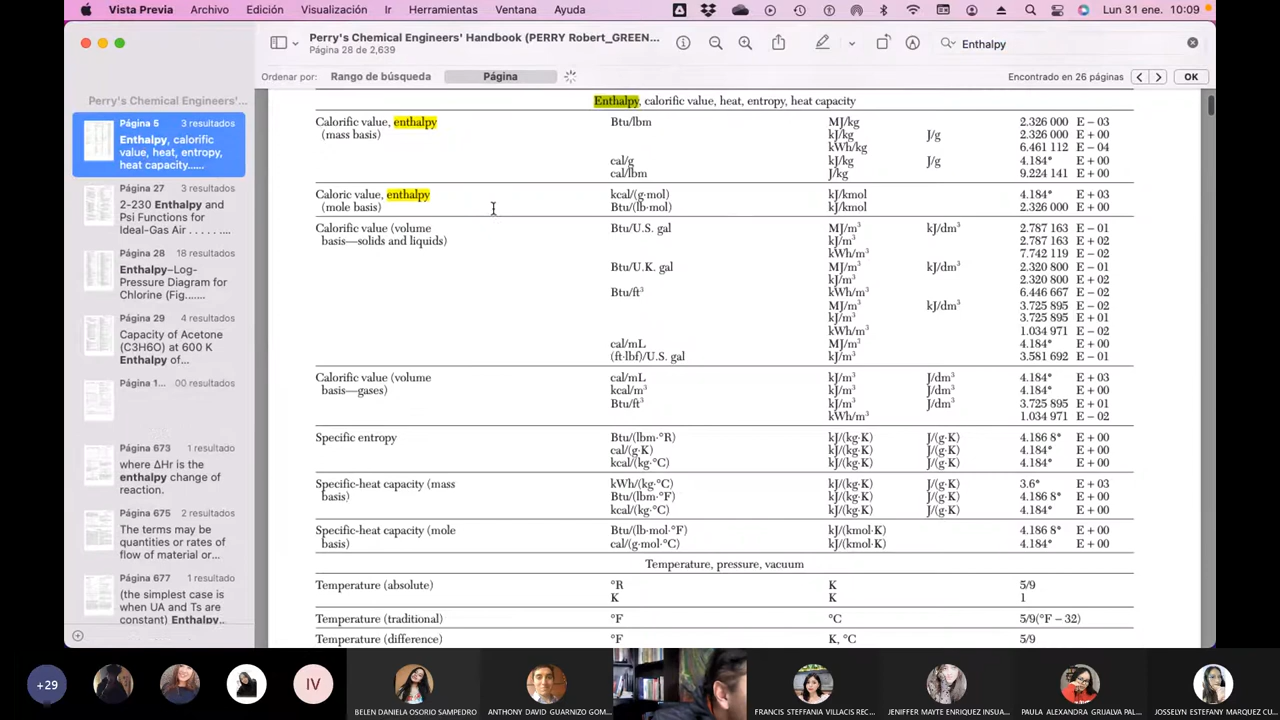 Vista Previa Archivo Edición Visualización Ir Herramientas Ventana Ayuda Lun 31 ene. 10:09
Perry's Chemical Engineers' Handbook (PERRY Robert_GREEN...
Página 28 de 2,639
Enthalpy
Ordenar por: Rango de búsqueda Página Encontrado en 26 páginas OK
Perry's Chemical Engineers'...
Página 5 3 resultados
Enthalpy, calorific
value, heat, entropy,
heat capacity......
Página 27 3 resultados
2-230 Enthalpy and
Psi Functions for
Ideal-Gas Air . . . . . .
Página 28 18 resultados
Enthalpy–Log-
Pressure Diagram for
Chlorine (Fig.......
Página 29 4 resultados
Capacity of Acetone
(C3H6O) at 600 K
Enthalpy of...
Página 1... 00 resultados
Página 673 1 resultado
where ΔHr is the
enthalpy change of
reaction.
Página 675 2 resultados
The terms may be
quantities or rates of
flow of material or...
Página 677 1 resultado
(the simplest case is
when UA and Ts are
constant) Enthalpy...
Enthalpy, calorific value, heat, entropy, heat capacity
Calorific value, enthalpy Btu/lbm MJ/kg 2.326 000 E − 03
(mass basis) kJ/kg J/g 2.326 000 E + 00
kWh/kg 6.461 112 E − 04
cal/g kJ/kg J/g 4.184* E + 00
cal/lbm J/kg 9.224 141 E + 00
Caloric value, enthalpy kcal/(g·mol) kJ/kmol 4.184* E + 03
(mole basis) Btu/(lb·mol) kJ/kmol 2.326 000 E + 00
Calorific value (volume Btu/U.S. gal MJ/m³ kJ/dm³ 2.787 163 E − 01
basis—solids and liquids) kJ/m³ 2.787 163 E + 02
kWh/m³ 7.742 119 E − 02
Btu/U.K. gal MJ/m³ kJ/dm³ 2.320 800 E − 01
kJ/m³ 2.320 800 E + 02
Btu/ft³ kWh/m³ 6.446 667 E − 02
MJ/m³ kJ/dm³ 3.725 895 E − 02
kJ/m³ 3.725 895 E + 01
kWh/m³ 1.034 971 E − 02
cal/mL MJ/m³ 4.184* E + 00
(ft·lbf)/U.S. gal kJ/m³ 3.581 692 E − 01
Calorific value (volume cal/mL kJ/m³ J/dm³ 4.184* E + 03
basis—gases) kcal/m³ kJ/m³ J/dm³ 4.184* E + 00
Btu/ft³ kJ/m³ J/dm³ 3.725 895 E + 01
kWh/m³ 1.034 971 E − 02
Specific entropy Btu/(lbm·°R) kJ/(kg·K) J/(g·K) 4.186 8* E + 00
cal/(g·K) kJ/(kg·K) J/(g·K) 4.184* E + 00
kcal/(kg·°C) kJ/(kg·K) J/(g·K) 4.184* E + 00
Specific-heat capacity (mass kWh/(kg·°C) kJ/(kg·K) J/(g·K) 3.6* E + 03
basis) Btu/(lbm·°F) kJ/(kg·K) J/(g·K) 4.186 8* E + 00
kcal/(kg·°C) kJ/(kg·K) J/(g·K) 4.184* E + 00
Specific-heat capacity (mole Btu/(lb·mol·°F) kJ/(kmol·K) 4.186 8* E + 00
basis) cal/(g·mol·°C) kJ/(kmol·K) 4.184* E + 00
Temperature, pressure, vacuum
Temperature (absolute) °R K 5/9
K K 1
Temperature (traditional) °F °C 5/9(°F − 32)
Temperature (difference) °F K, °C 5/9
+29 IV
BELEN DANIELA OSORIO SAMPEDRO
ANTHONY DAVID GUARNIZO GOM...
FRANCIS STEFFANIA VILLACIS REC...
JENIFFER MAYTE ENRIQUEZ INSUA...
PAULA ALEXANDRA GRIJALVA PAL...
JOSSELYN ESTEFANY MARQUEZ CU...